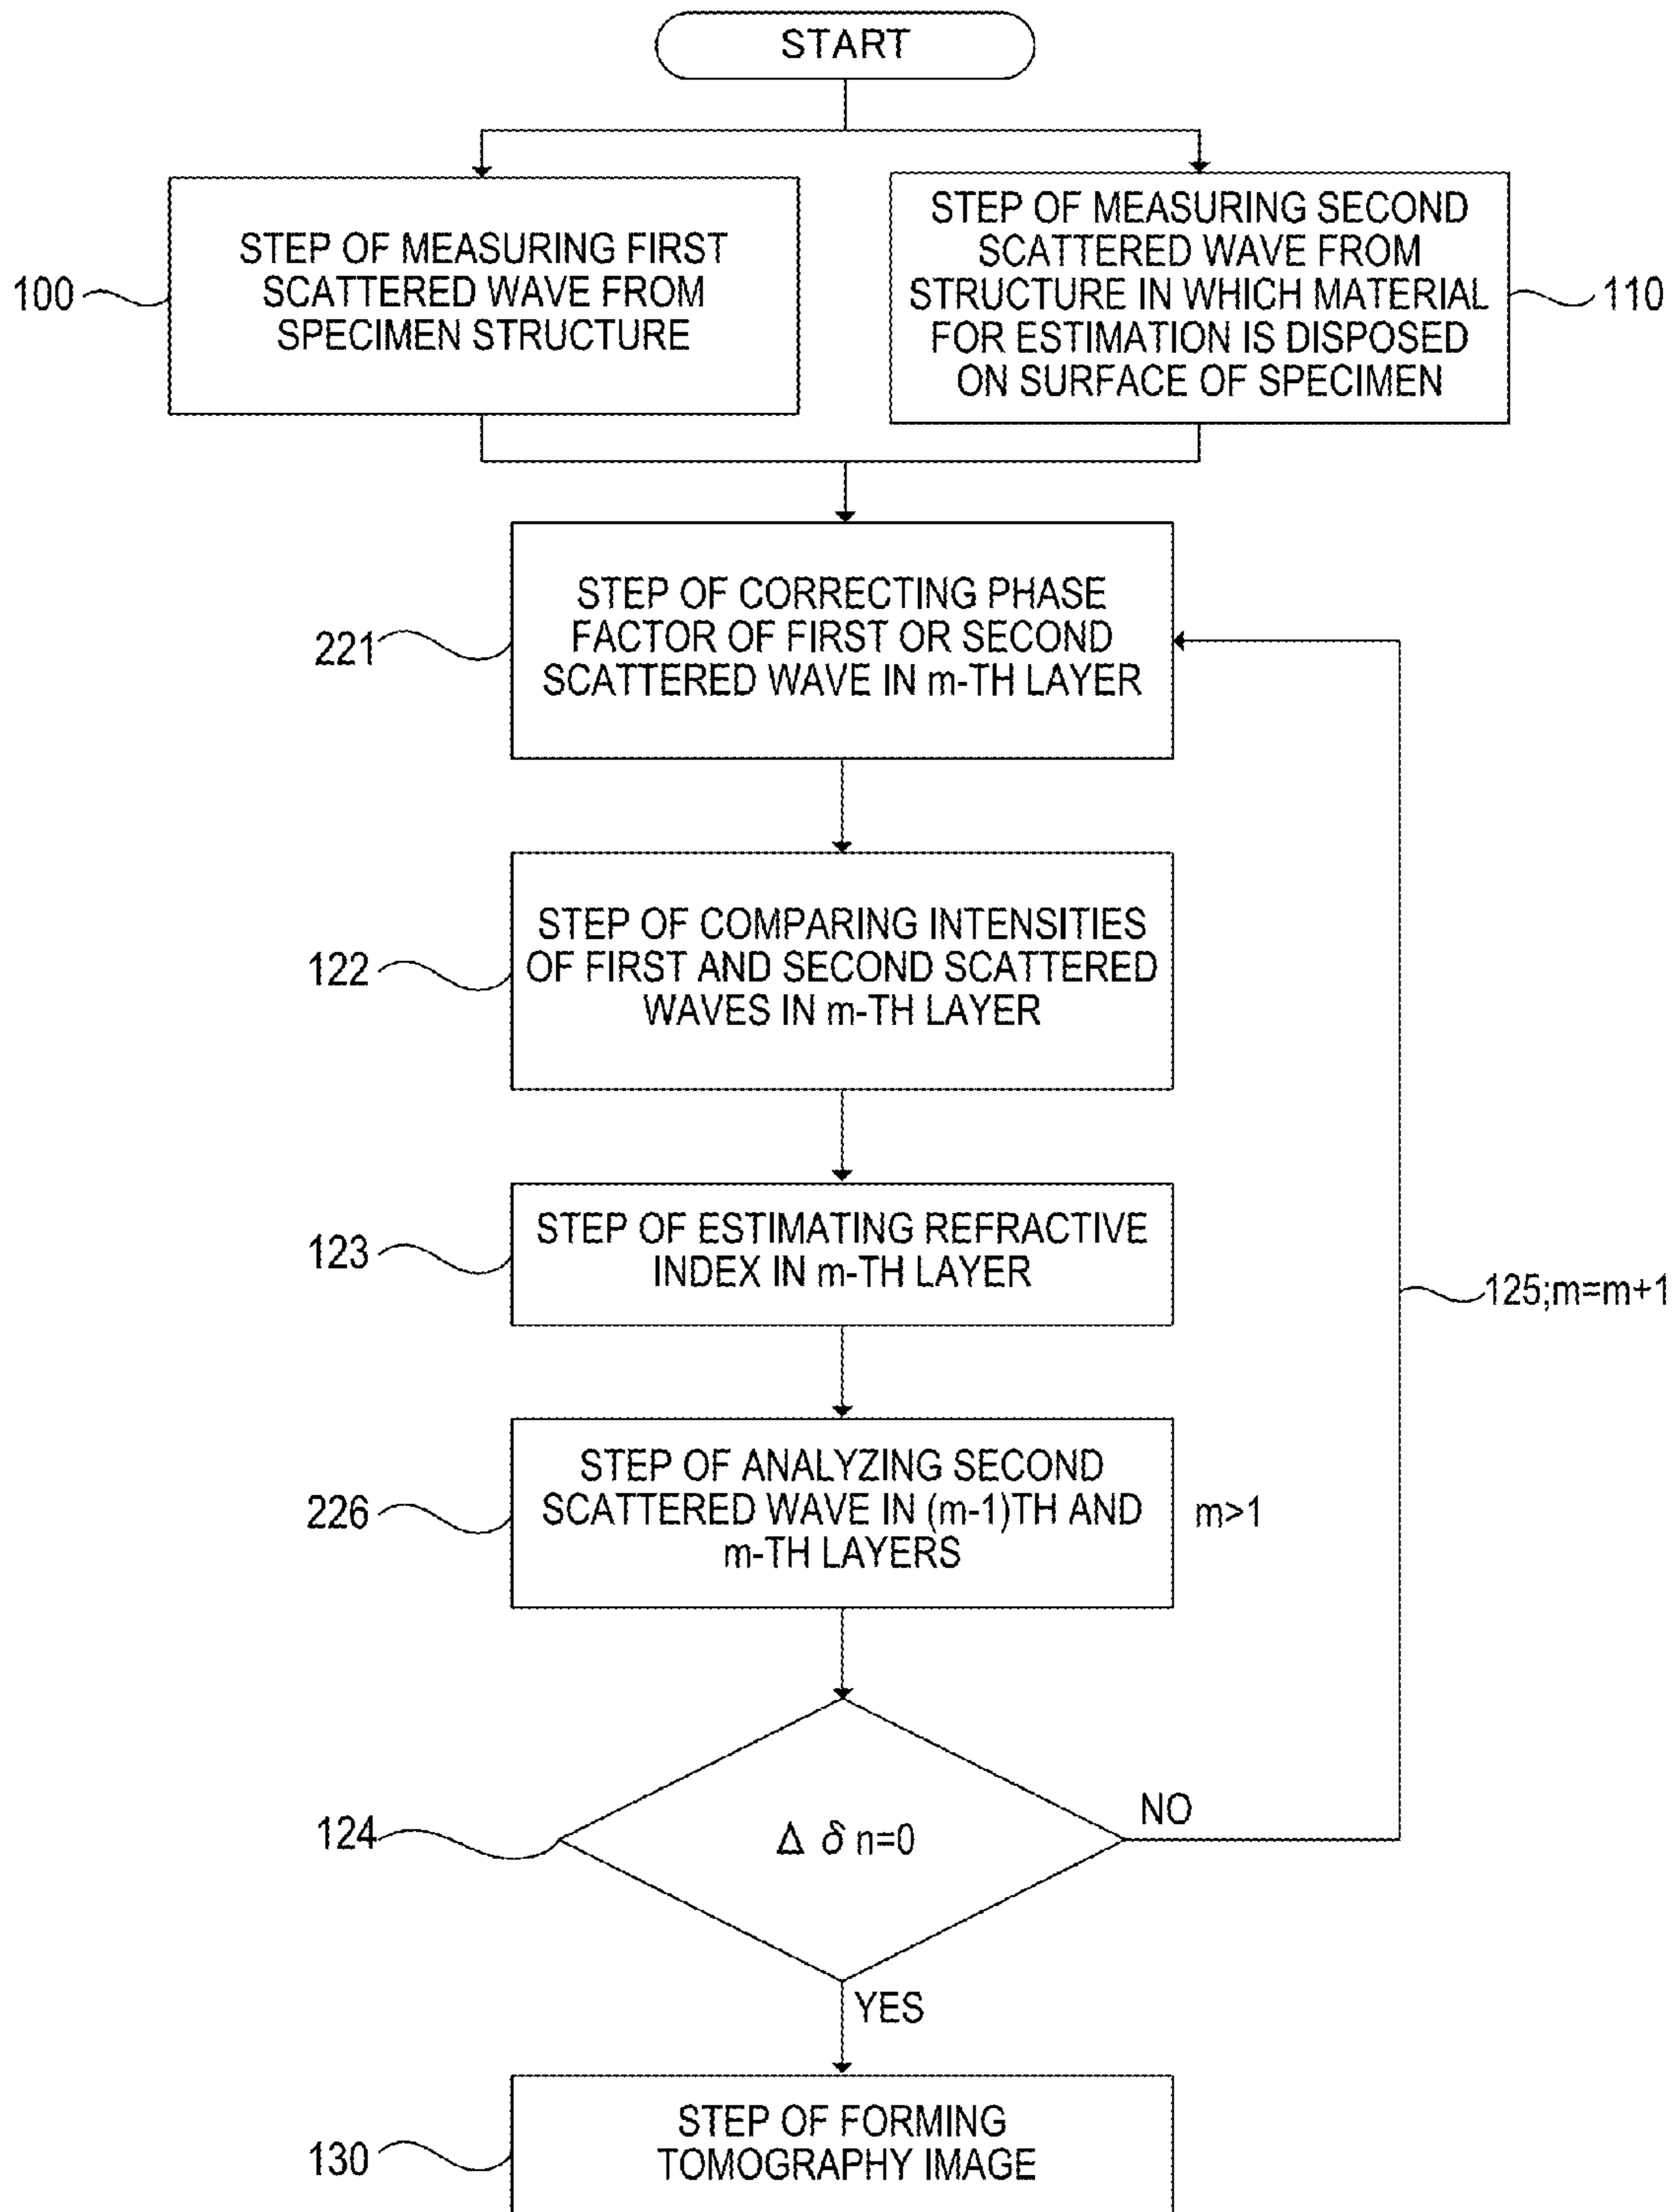 START
100
STEP OF MEASURING FIRST
SCATTERED WAVE FROM
SPECIMEN STRUCTURE
STEP OF MEASURING SECOND
SCATTERED WAVE FROM
STRUCTURE IN WHICH MATERIAL
FOR ESTIMATION IS DISPOSED
ON SURFACE OF SPECIMEN
110
221
STEP OF CORRECTING PHASE
FACTOR OF FIRST OR SECOND
SCATTERED WAVE IN m-TH LAYER
122
STEP OF COMPARING INTENSITIES
OF FIRST AND SECOND SCATTERED
WAVES IN m-TH LAYER
123
STEP OF ESTIMATING REFRACTIVE
INDEX IN m-TH LAYER
125;m=m+1
226
STEP OF ANALYZING SECOND
SCATTERED WAVE IN (m-1)TH AND
m-TH LAYERS
m>1
124
Δ δ n=0
NO
YES
130
STEP OF FORMING
TOMOGRAPHY IMAGE